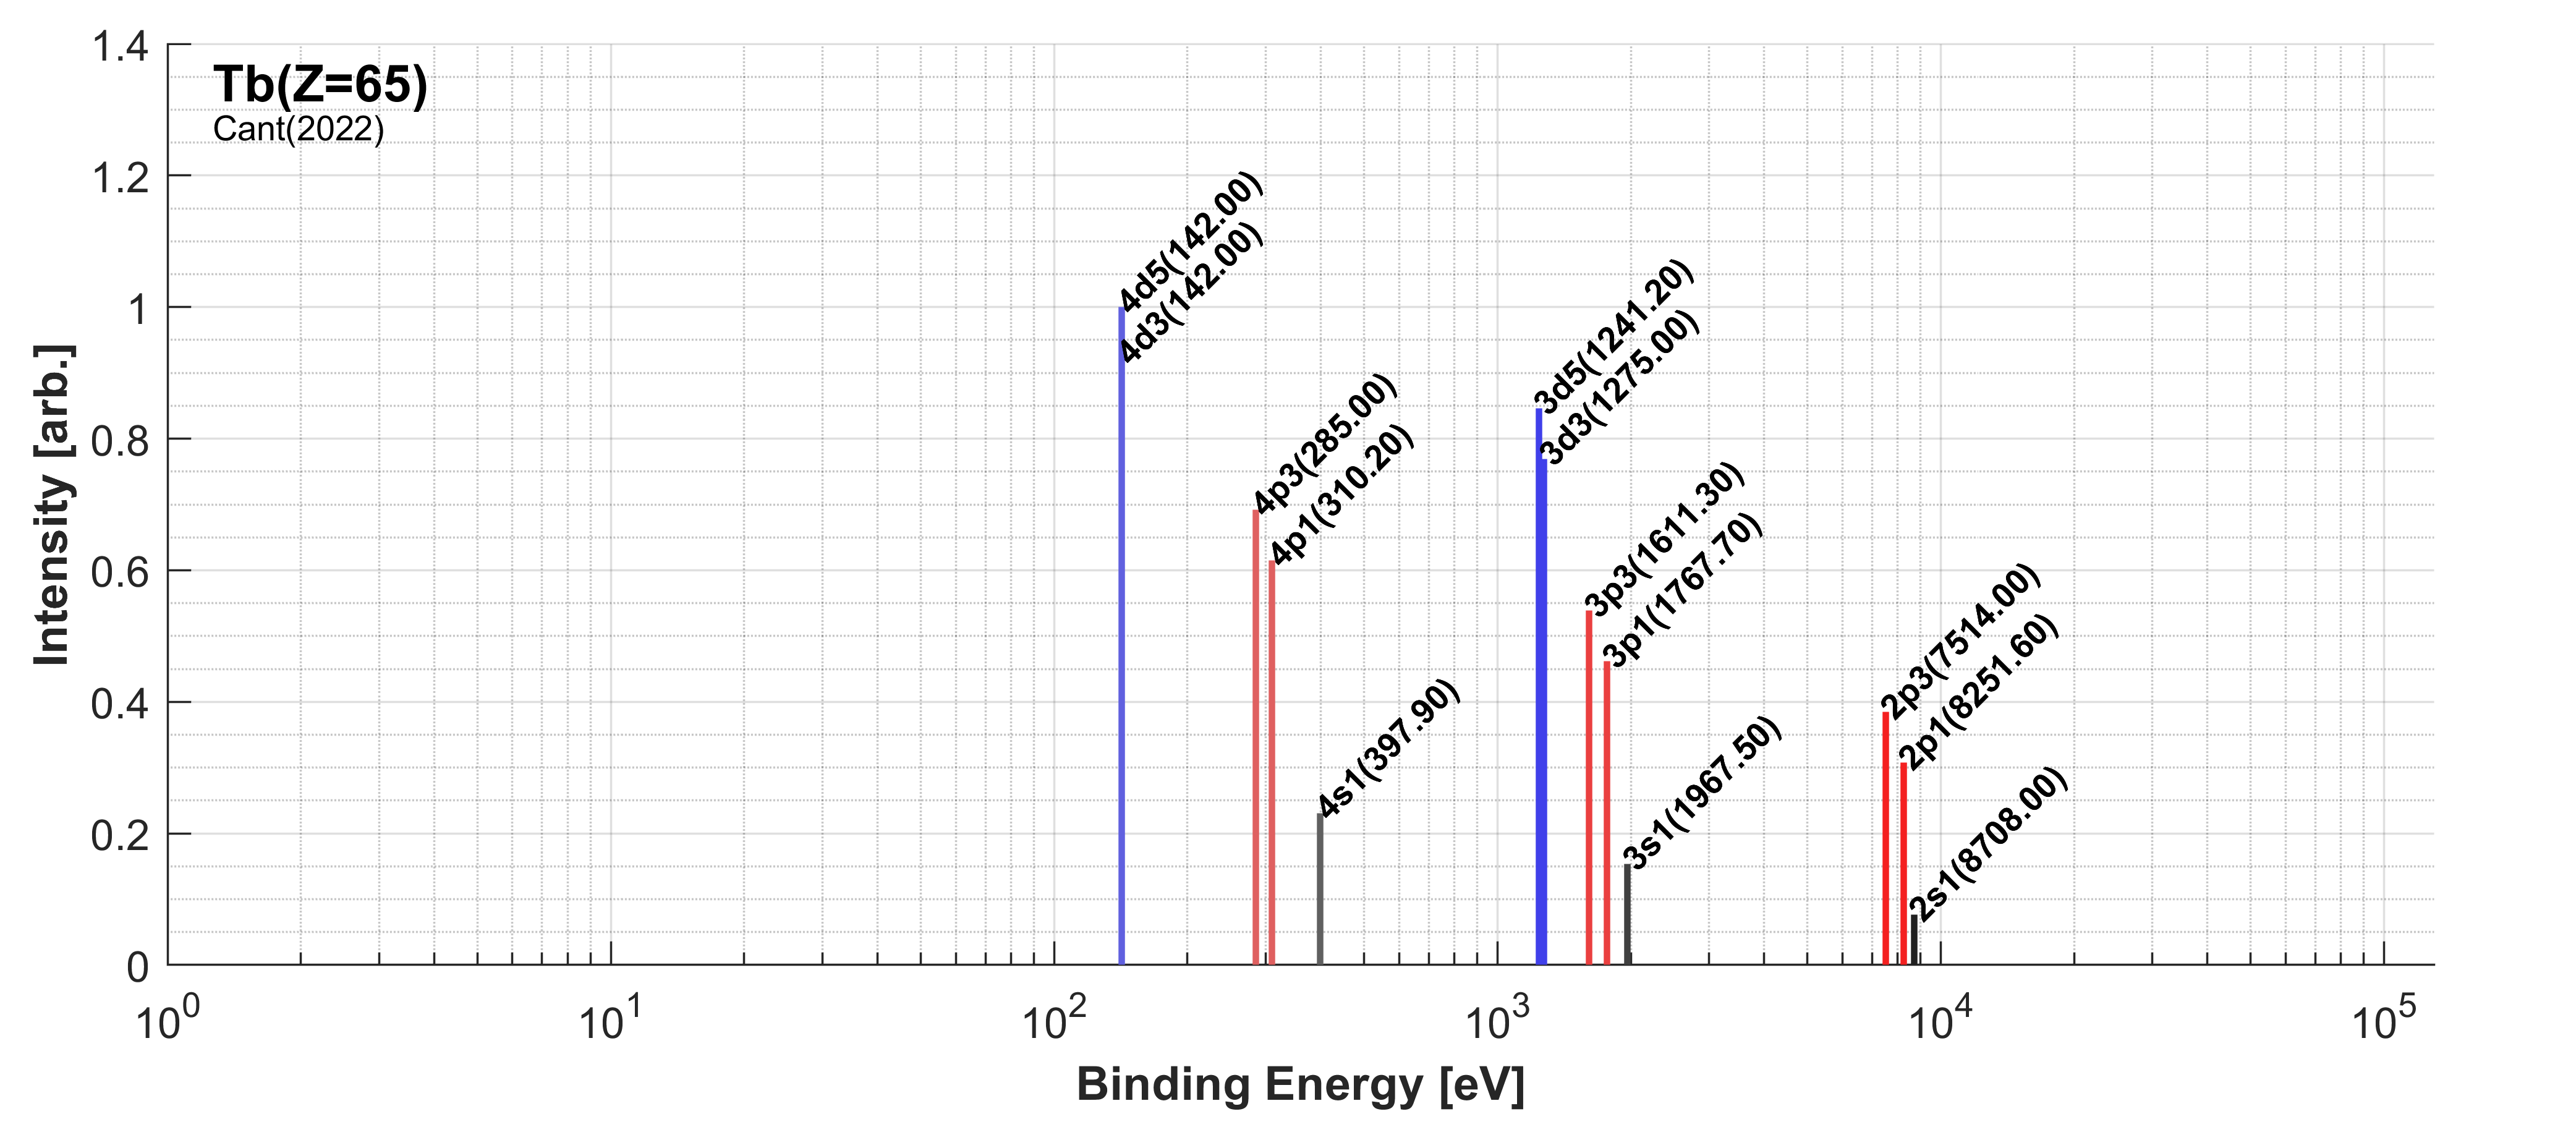 Tb(Z=65)
Cant(2022)
Intensity [arb.]
1.4
1.2
1
0.8
0.6
0.4
0.2
0
4d5(142.00)
4d3(142.00)
4p3(285.00)
4p1(310.20)
4s1(397.90)
3d5(1241.20)
3d3(1275.00)
3p3(1611.30)
3p1(1767.70)
3s1(1967.50)
2p3(7514.00)
2p1(8251.60)
2s1(8708.00)
10^0 10^1 10^2 10^3 10^4 10^5
Binding Energy [eV]